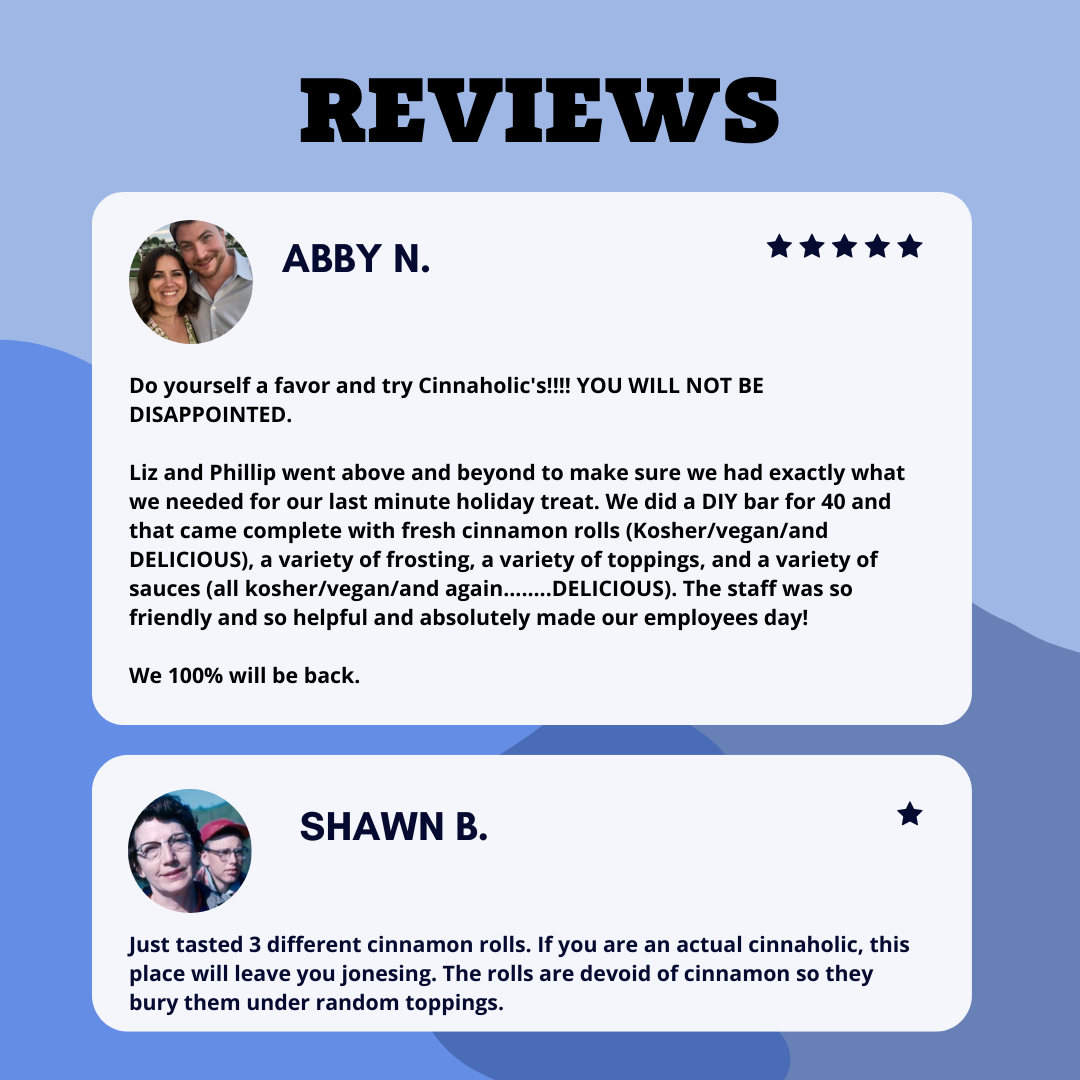 REVIEWS
ABBY N.
Do yourself a favor and try Cinnaholic's!!!! YOU WILL NOT BE
DISAPPOINTED.
Liz and Phillip went above and beyond to make sure we had exactly what
we needed for our last minute holiday treat. We did a DIY bar for 40 and
that came complete with fresh cinnamon rolls (Kosher/vegan/and
DELICIOUS), a variety of frosting, a variety of toppings, and a variety of
sauces (all kosher/vegan/and again........DELICIOUS). The staff was so
friendly and so helpful and absolutely made our employees day!
We 100% will be back.
SHAWN B.
Just tasted 3 different cinnamon rolls. If you are an actual cinnaholic, this
place will leave you jonesing. The rolls are devoid of cinnamon so they
bury them under random toppings.